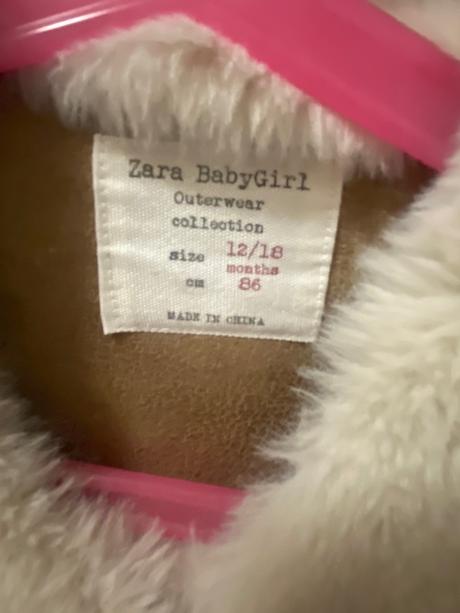 Zara BabyGirl
Outerwear
collection
size 12/18
months
cm 86
MADE IN CHINA